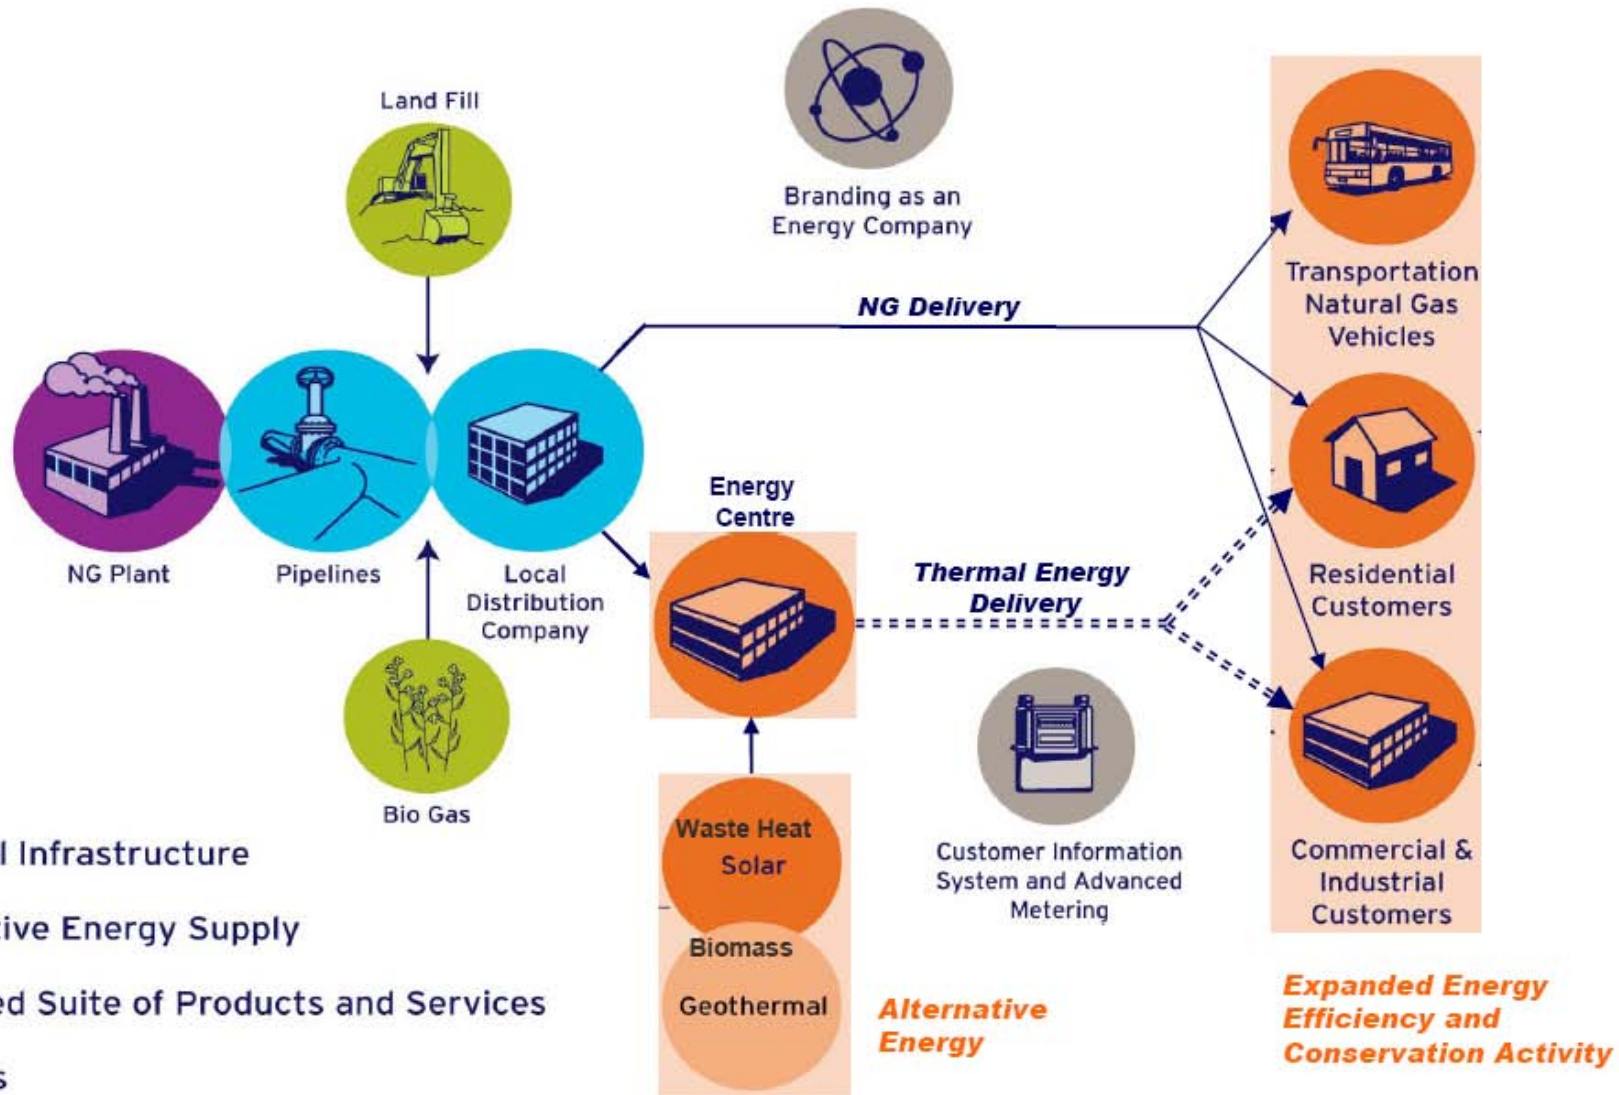 Land Fill
Branding as an
Energy Company
NG Delivery
Transportation
Natural Gas
Vehicles
NG Plant
Pipelines
Local
Distribution
Company
Energy
Centre
Thermal Energy
Delivery
Residential
Customers
Bio Gas
Waste Heat
Solar
Biomass
Geothermal
Customer Information
System and Advanced
Metering
Commercial &
Industrial
Customers
l Infrastructure
tive Energy Supply
ed Suite of Products and Services
s
Alternative
Energy
Expanded Energy
Efficiency and
Conservation Activity